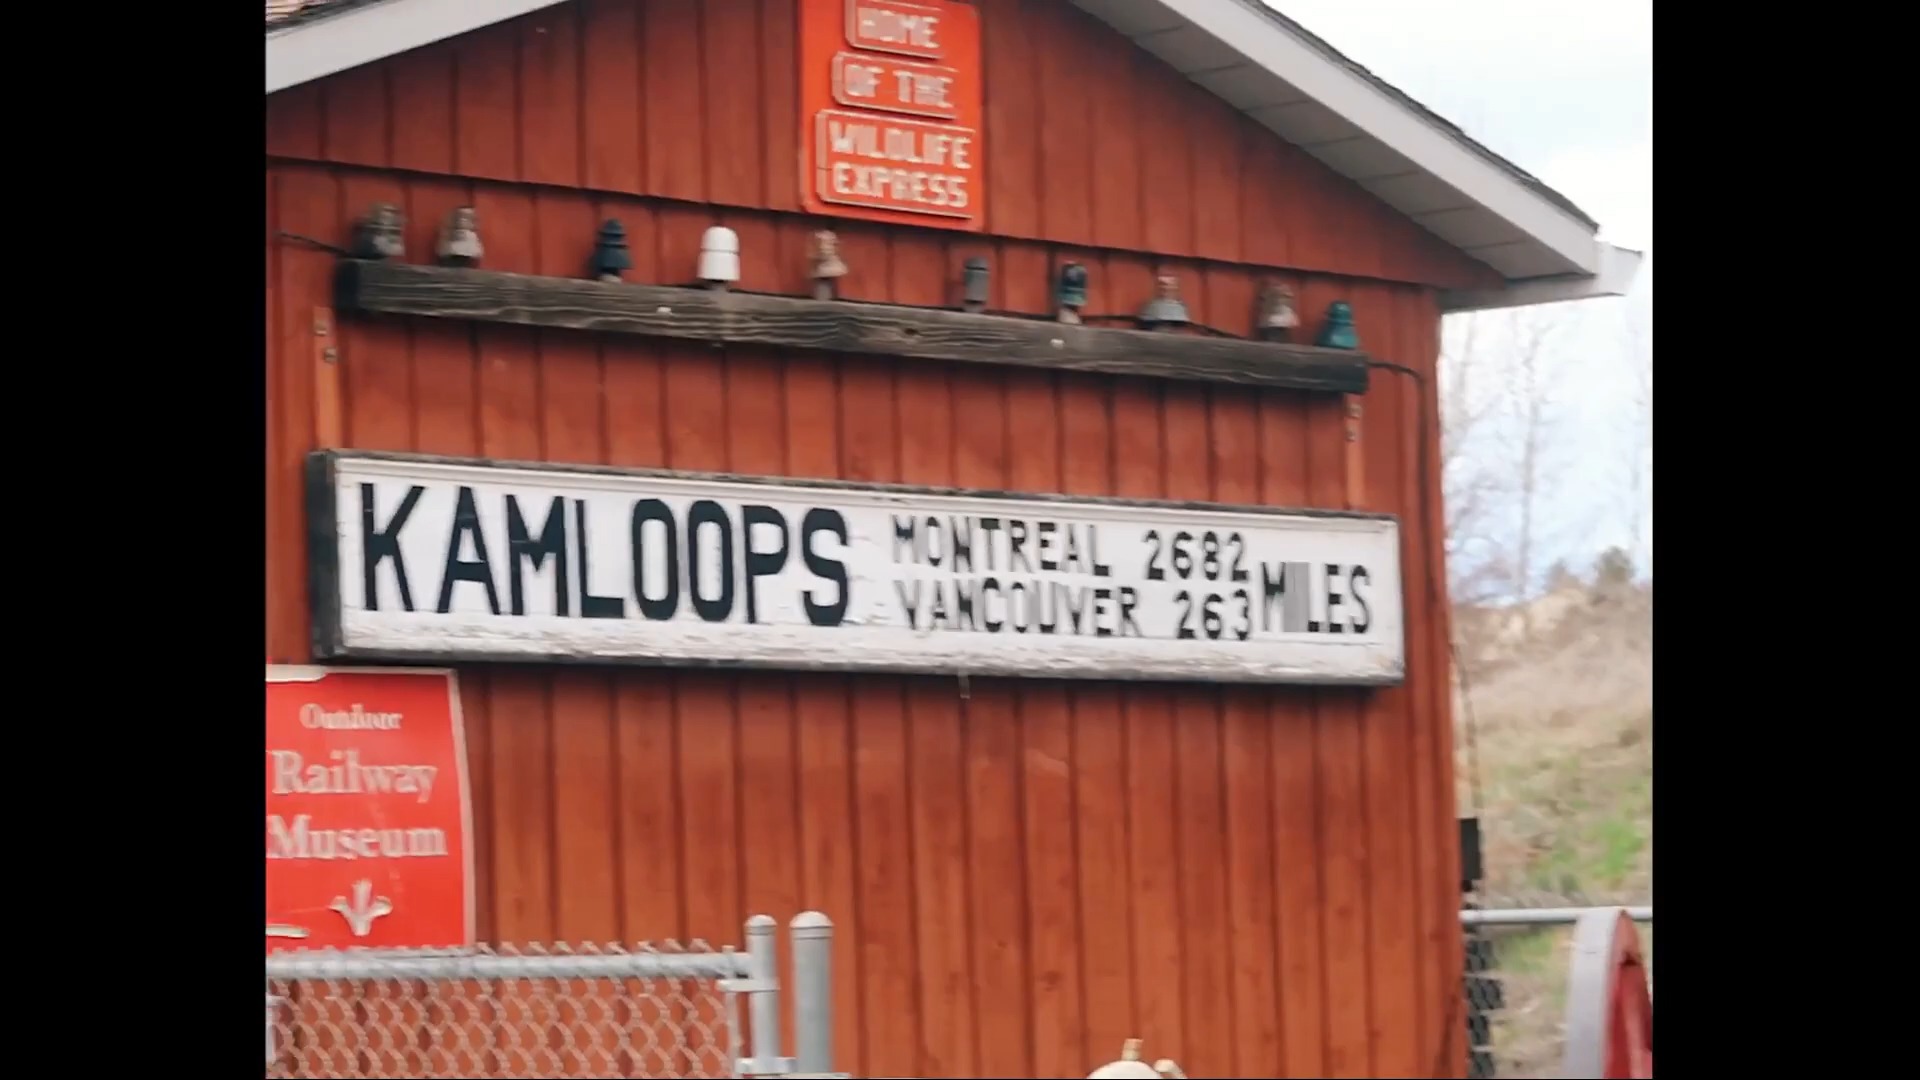 HOME
OF THE
WILDLIFE
EXPRESS
KAMLOOPS
MONTREAL 2682
VANCOUVER 263
MILES
Outdoor
Railway
Museum